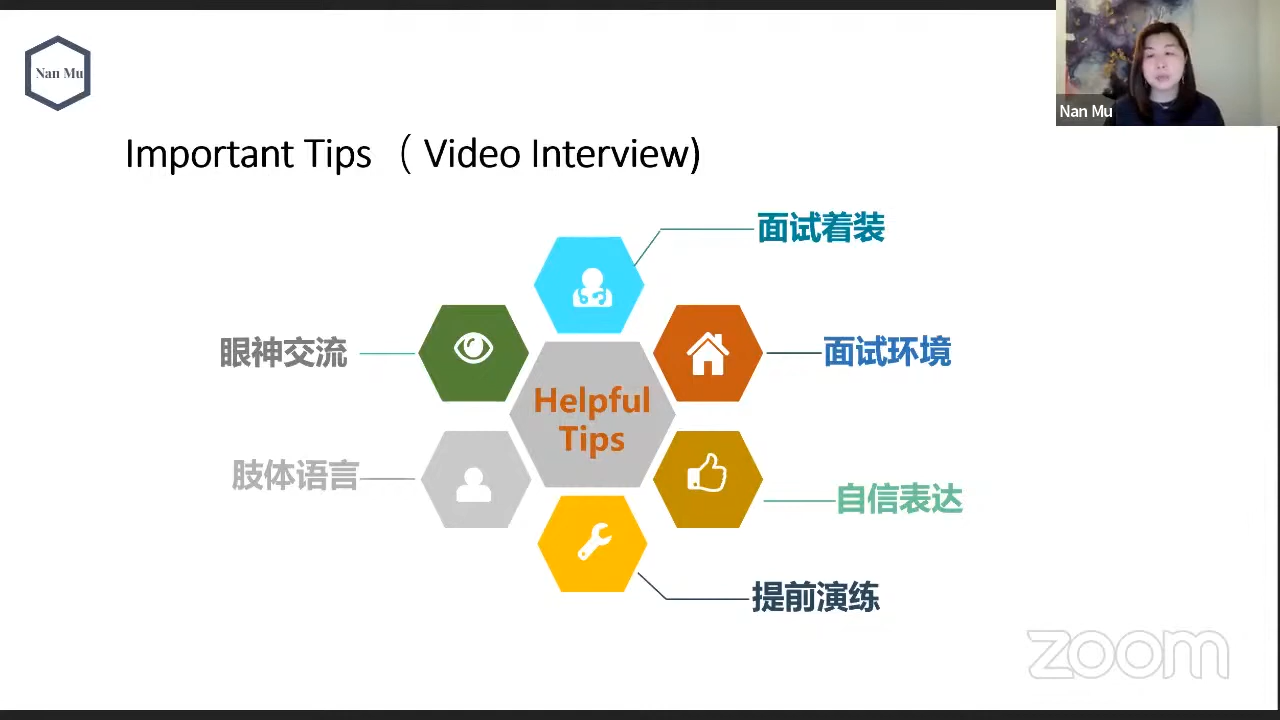 Nan Mu
Nan Mu
Important Tips （ Video Interview)
面试着装
眼神交流
面试环境
Helpful
Tips
肢体语言
自信表达
提前演练
zoom